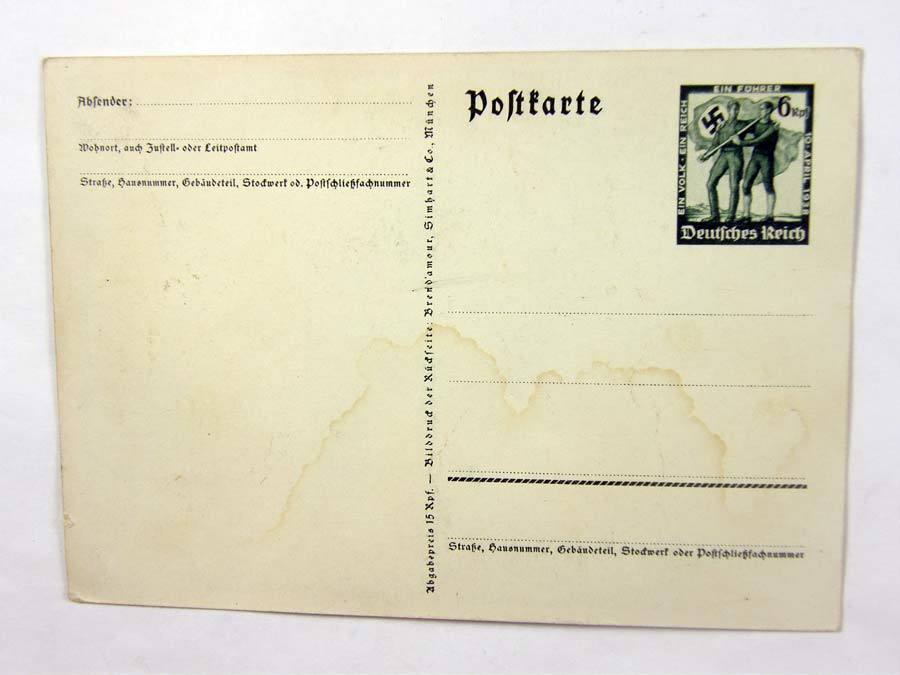 Absender:
Wohnort, auch Zustell- oder Leitpostamt
Straße, Hausnummer, Gebäudeteil, Stockwerk od. Postschließfachnummer
Abgabepreis 15 Rpf. — Bilddruck der Rückseite: Brend'amour, Simhart & Co., München
Postkarte
EIN VOLK · EIN REICH
EIN FÜHRER
6 Rpf
10. APRIL 1938
Deutsches Reich
Straße, Hausnummer, Gebäudeteil, Stockwerk oder Postschließfachnummer